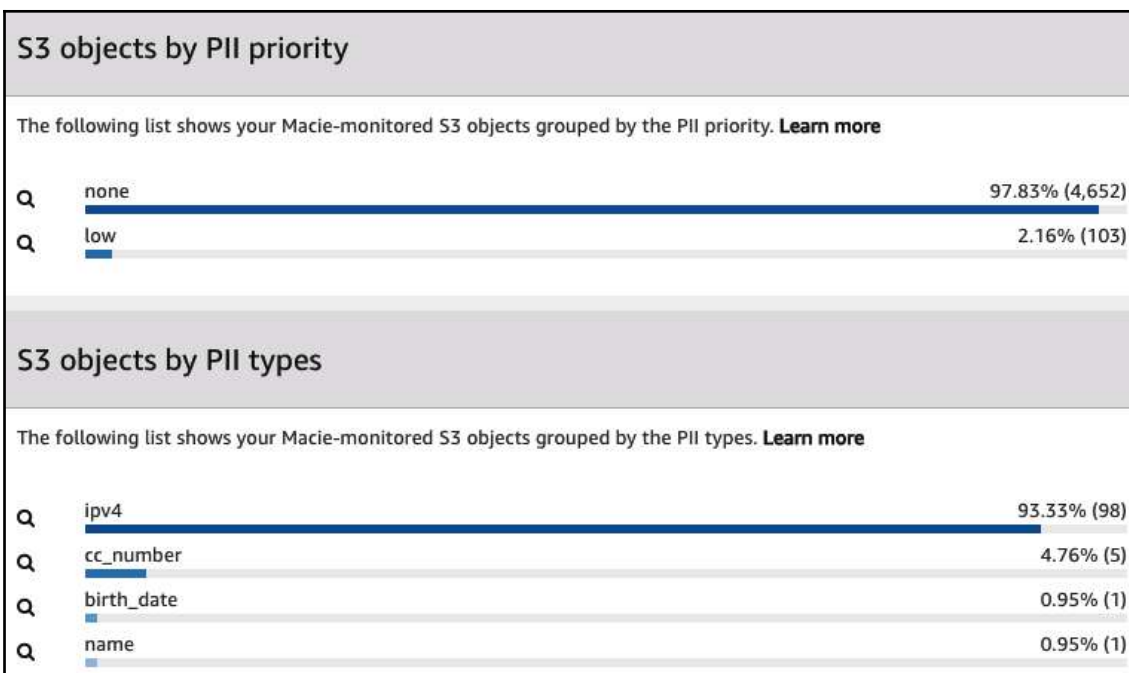 S3 objects by PII priority
The following list shows your Macie-monitored S3 objects grouped by the PII priority. Learn more
none 97.83% (4,652)
low 2.16% (103)
S3 objects by PII types
The following list shows your Macie-monitored S3 objects grouped by the PII types. Learn more
ipv4 93.33% (98)
cc_number 4.76% (5)
birth_date 0.95% (1)
name 0.95% (1)